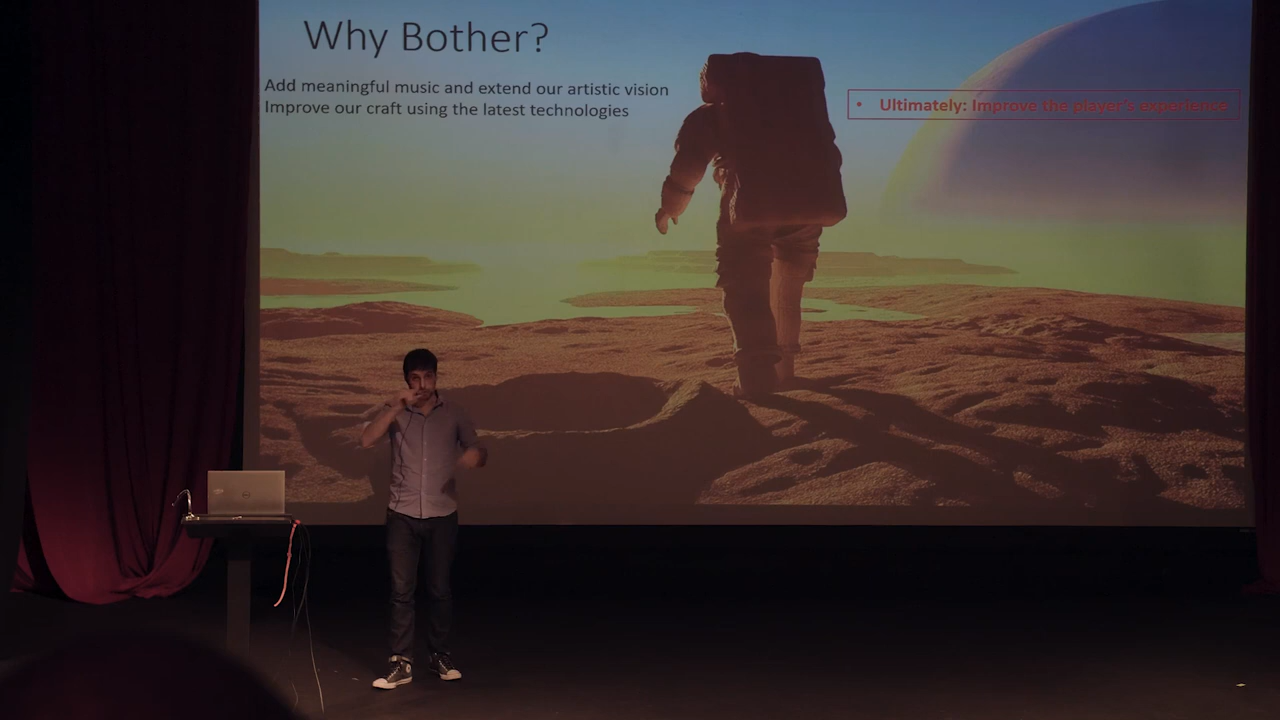 Why Bother?
Add meaningful music and extend our artistic vision
Improve our craft using the latest technologies
• Ultimately: Improve the player's experience